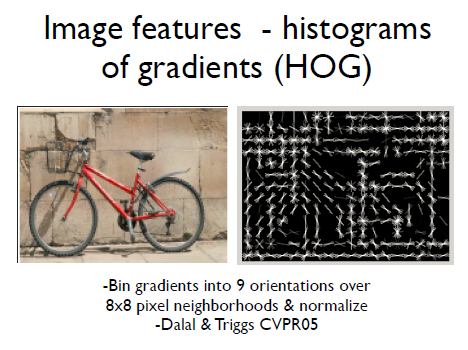 Image features - histograms
of gradients (HOG)
-Bin gradients into 9 orientations over
8x8 pixel neighborhoods & normalize
-Dalal & Triggs CVPR05